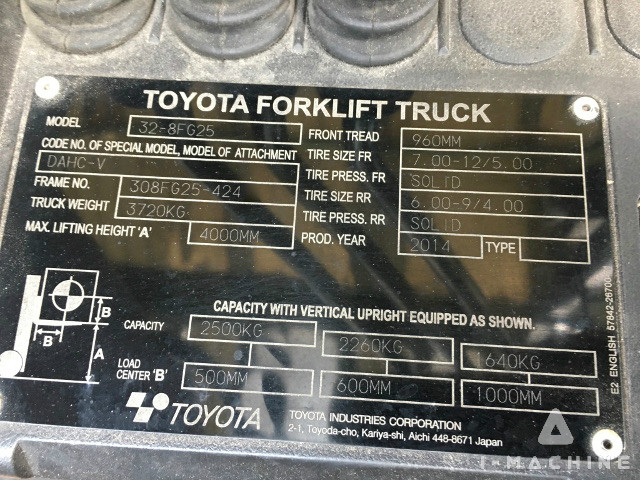 TOYOTA FORKLIFT TRUCK
MODEL 32-8FG25
CODE NO. OF SPECIAL MODEL, MODEL OF ATTACHMENT
DAHC-V
FRAME NO. 308FG25-424
TRUCK WEIGHT 3720KG
MAX. LIFTING HEIGHT 'A' 4000MM
FRONT TREAD 960MM
TIRE SIZE FR 7.00-12/5.00
TIRE PRESS. FR SOLID
TIRE SIZE RR 6.00-9/4.00
TIRE PRESS. RR SOLID
PROD. YEAR 2014 TYPE
B
B
A
CAPACITY WITH VERTICAL UPRIGHT EQUIPPED AS SHOWN.
CAPACITY 2500KG 2260KG 1640KG
LOAD
CENTER 'B' 500MM 600MM 1000MM
TOYOTA
TOYOTA INDUSTRIES CORPORATION
2-1, Toyoda-cho, Kariya-shi, Aichi 448-8671 Japan
E2 ENGLISH 57842-26700
I-MACHINE